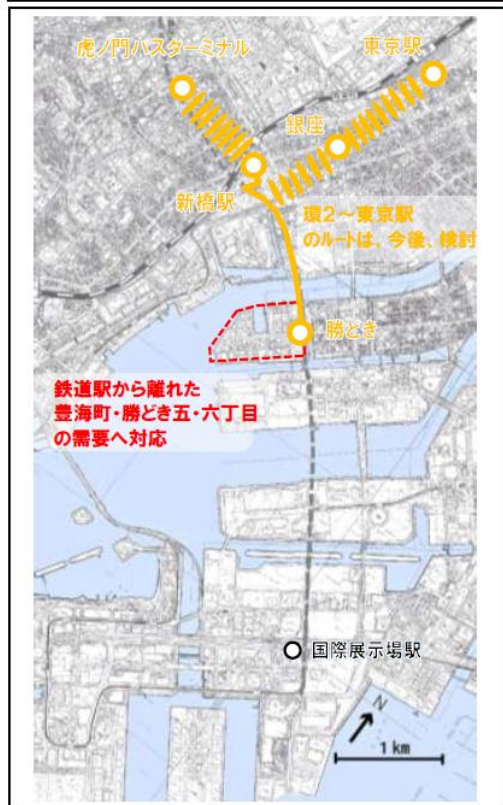 虎ノ門バスターミナル
東京駅
銀座
新橋駅
環2～東京駅
のルートは、今後、検討
勝どき
鉄道駅から離れた
豊海町・勝どき五・六丁目
の需要へ対応
国際展示場駅
N
1 km